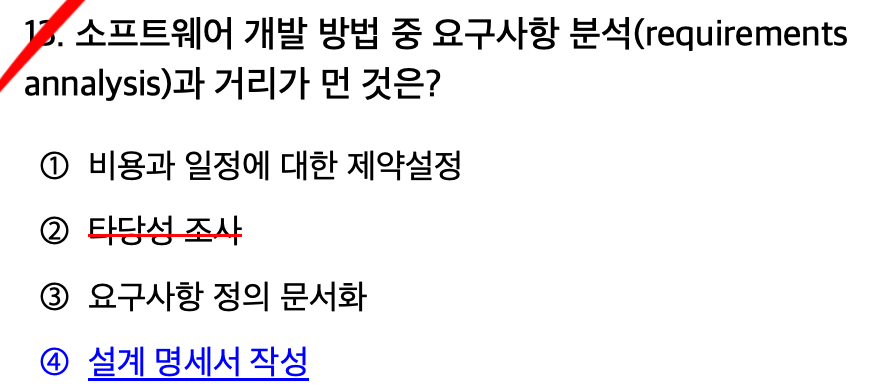 13. 소프트웨어 개발 방법 중 요구사항 분석(requirements
annalysis)과 거리가 먼 것은?
① 비용과 일정에 대한 제약설정
② 타당성 조사
③ 요구사항 정의 문서화
④ 설계 명세서 작성